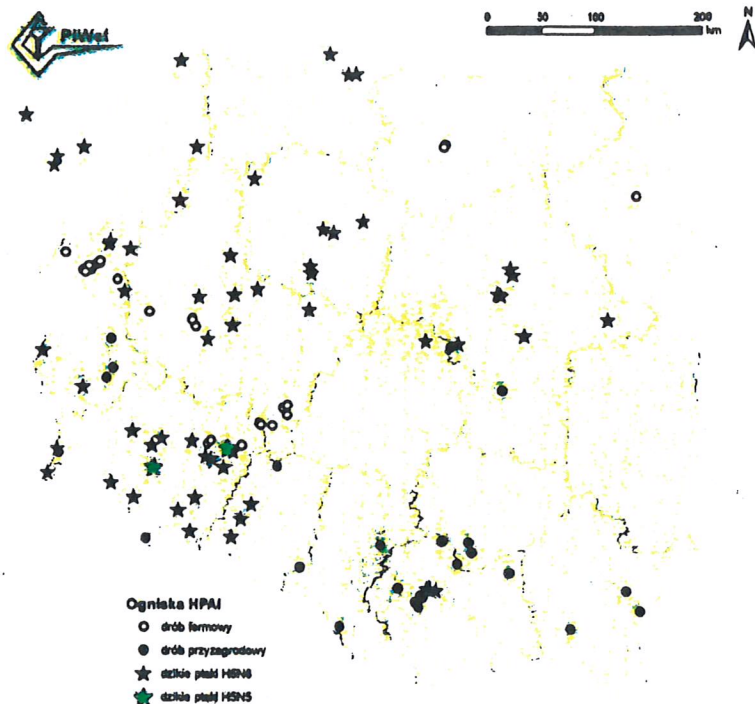 PIWet
N
0 50 100 200
km
Ogniska HPAI
drób fermowy
drób przyzagrodowy
dzikie ptaki H5N8
dzikie ptaki H5N5